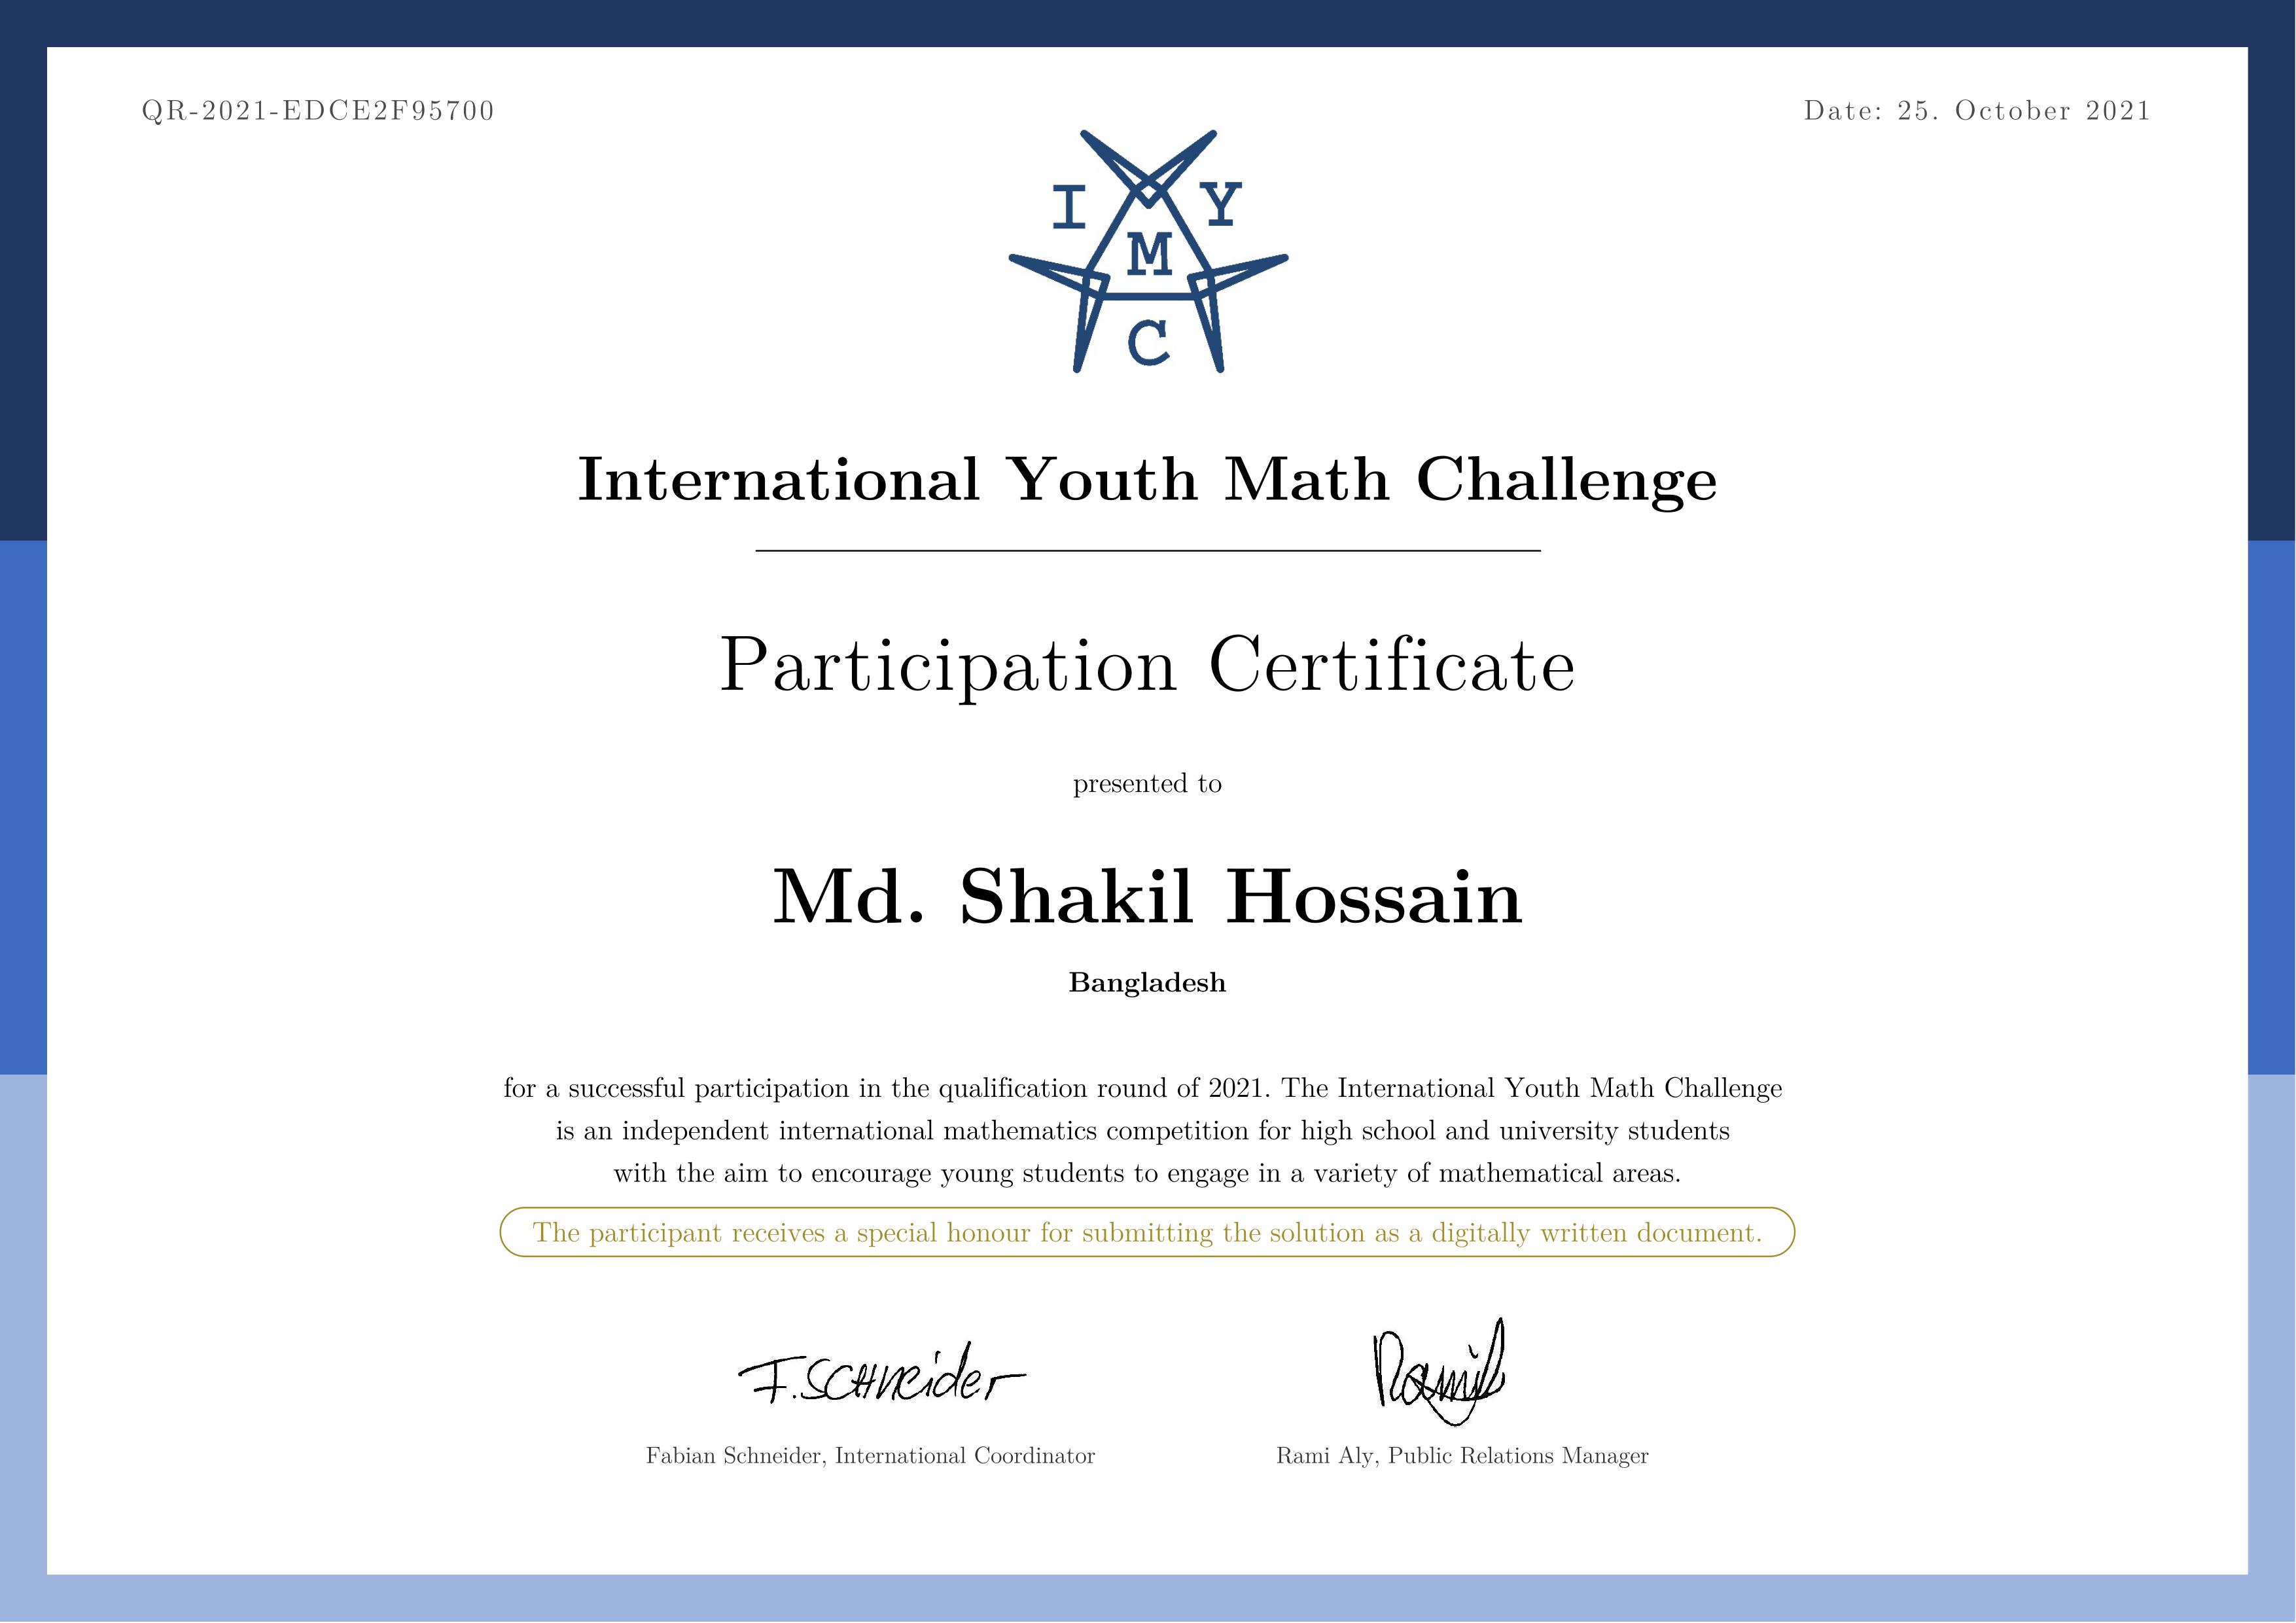 QR-2021-EDCE2F95700
Date: 25. October 2021
I Y
M
C
International Youth Math Challenge
Participation Certificate
presented to
Md. Shakil Hossain
Bangladesh
for a successful participation in the qualification round of 2021. The International Youth Math Challenge
is an independent international mathematics competition for high school and university students
with the aim to encourage young students to engage in a variety of mathematical areas.
The participant receives a special honour for submitting the solution as a digitally written document.
F. Schneider
Rami
Fabian Schneider, International Coordinator
Rami Aly, Public Relations Manager